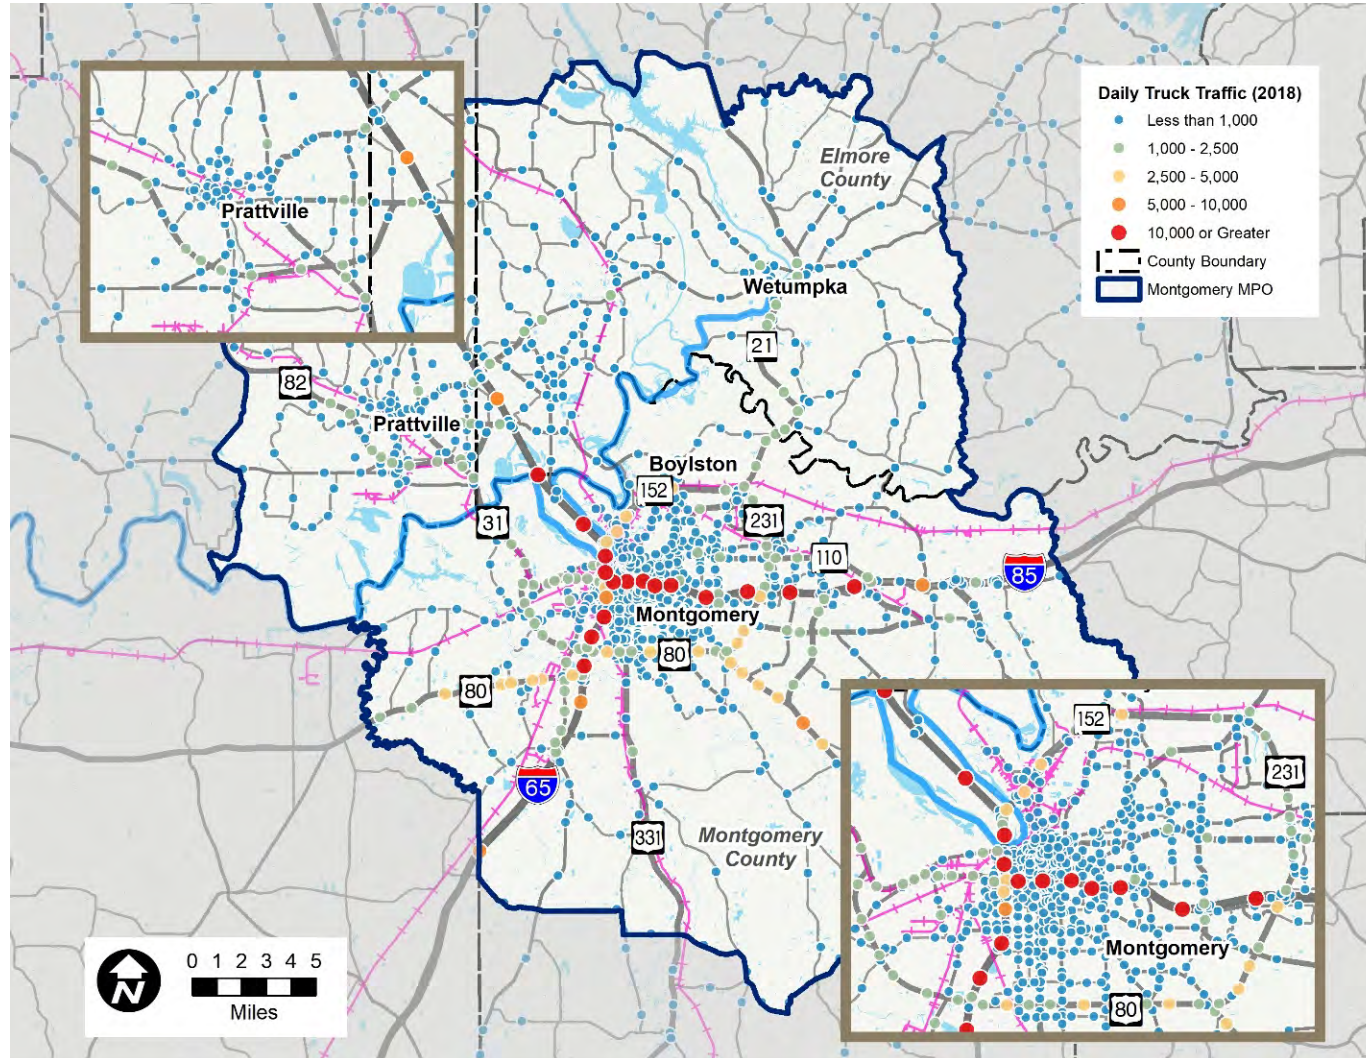 Daily Truck Traffic (2018)
Less than 1,000
1,000 - 2,500
2,500 - 5,000
5,000 - 10,000
10,000 or Greater
County Boundary
Montgomery MPO
Prattville
Elmore
County
Wetumpka
21
82
Prattville
Boylston
152
31
231
110
85
Montgomery
80
80
65
331
Montgomery
County
152
231
Montgomery
80
N
0 1 2 3 4 5
Miles